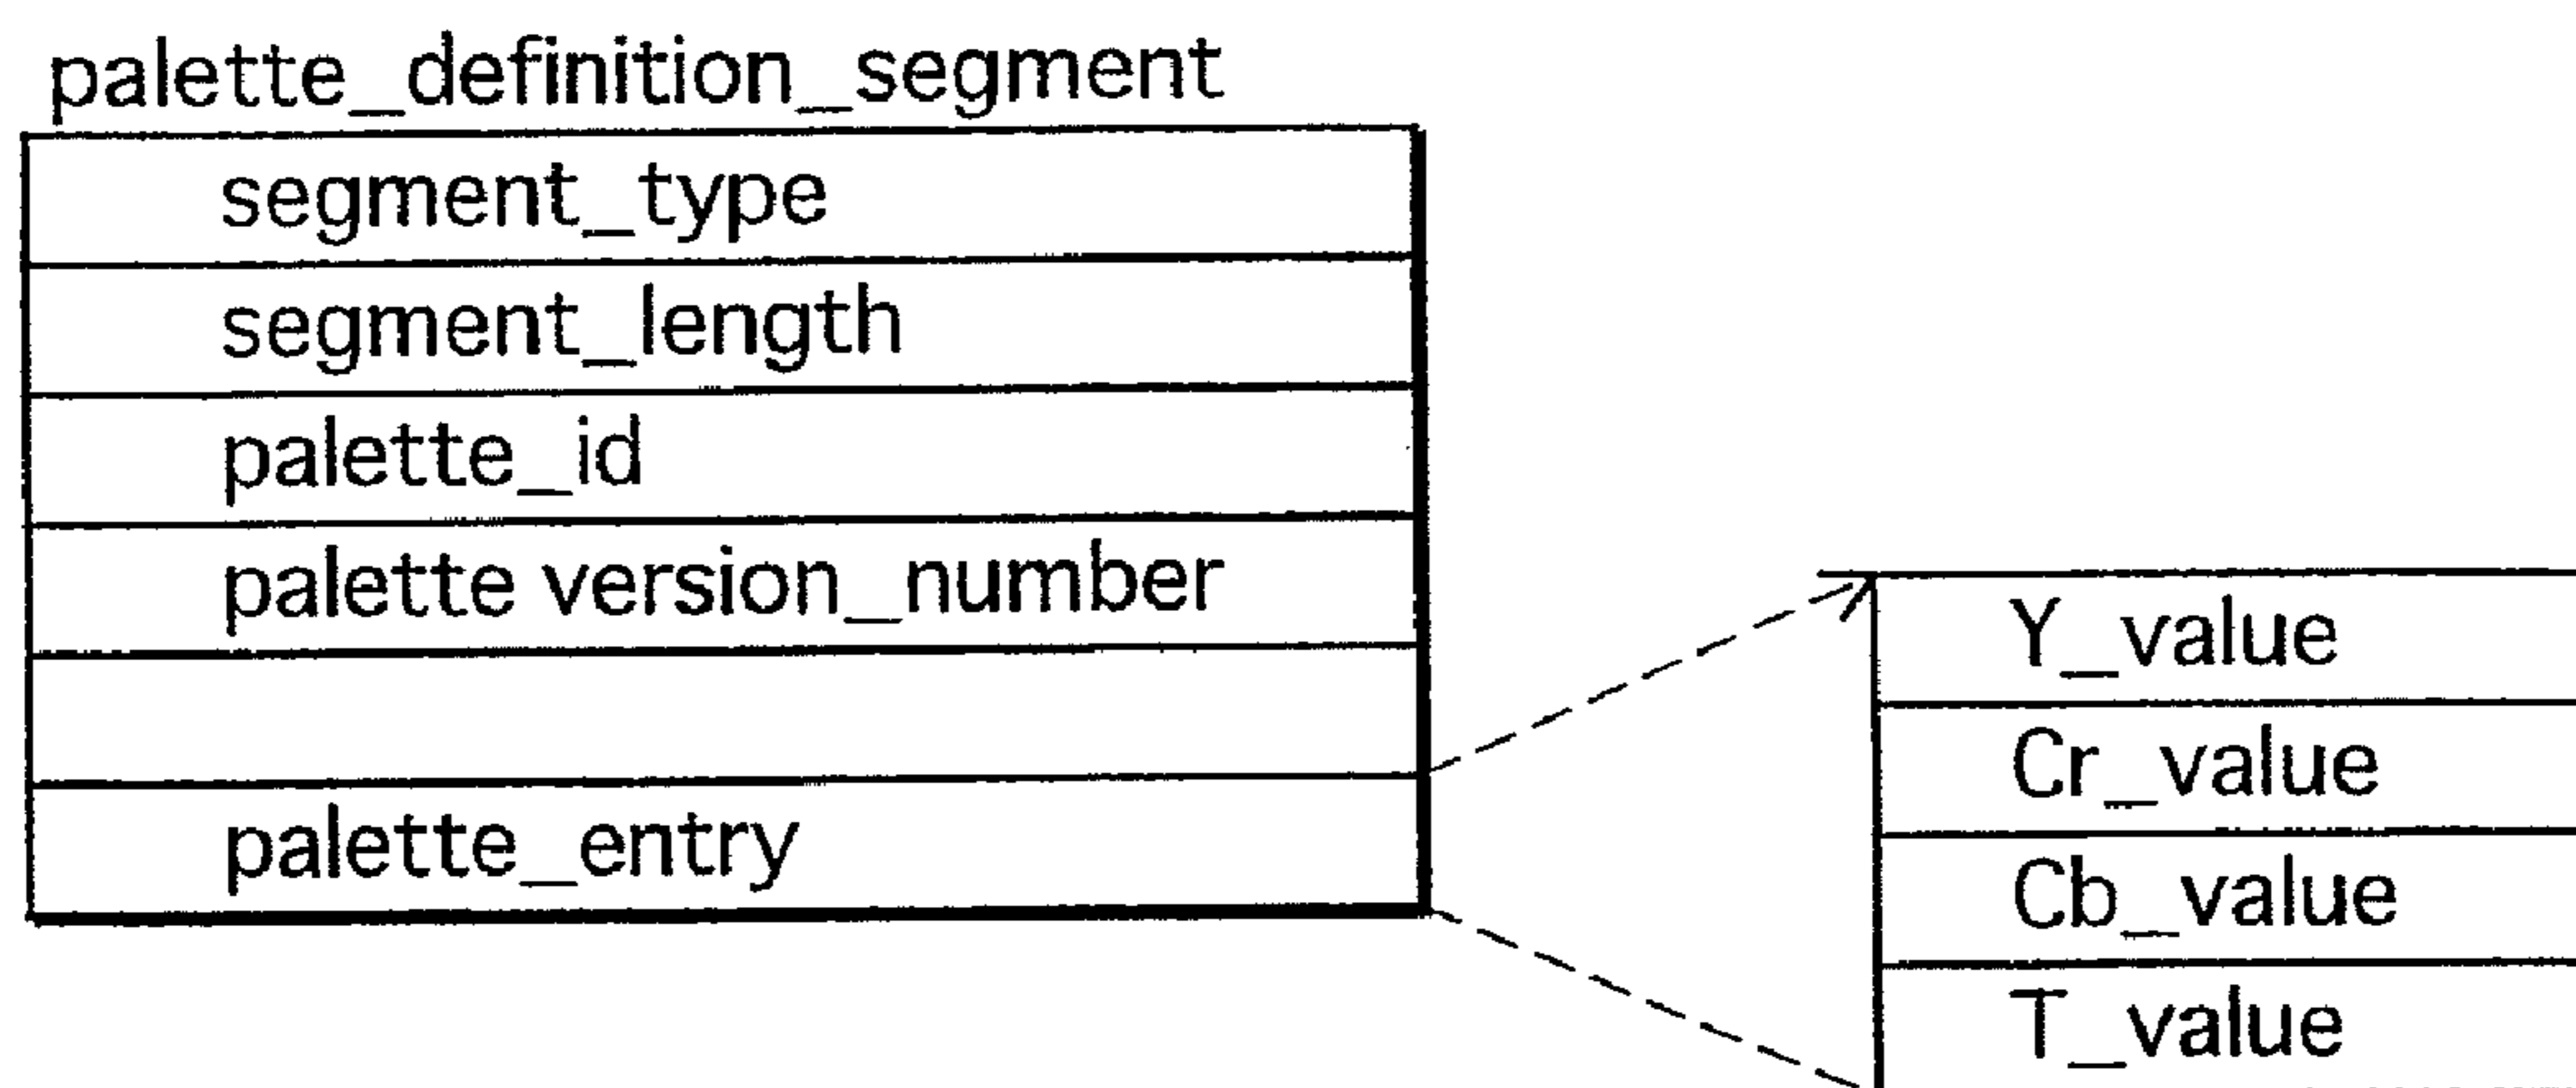 palette_definition_segment
segment_type
segment_length
palette_id
palette version_number
palette_entry
Y_value
Cr_value
Cb_value
T_value